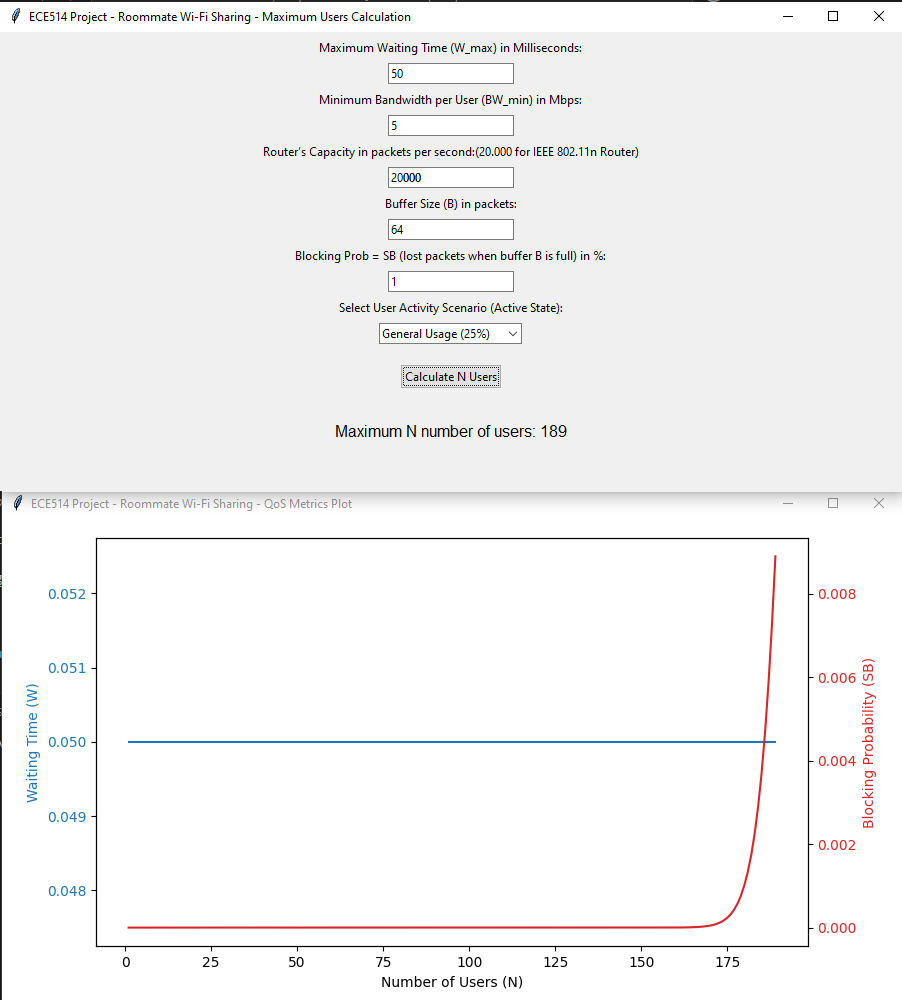 ECE514 Project - Roommate Wi-Fi Sharing - Maximum Users Calculation
Maximum Waiting Time (W_max) in Milliseconds:
50
Minimum Bandwidth per User (BW_min) in Mbps:
5
Router's Capacity in packets per second:(20.000 for IEEE 802.11n Router)
20000
Buffer Size (B) in packets:
64
Blocking Prob = SB (lost packets when buffer B is full) in %:
1
Select User Activity Scenario (Active State):
General Usage (25%)
Calculate N Users
Maximum N number of users: 189
ECE514 Project - Roommate Wi-Fi Sharing - QoS Metrics Plot
Waiting Time (W)
0.052
0.051
0.050
0.049
0.048
0.008
0.006
0.004
0.002
0.000
Blocking Probability (SB)
0 25 50 75 100 125 150 175
Number of Users (N)